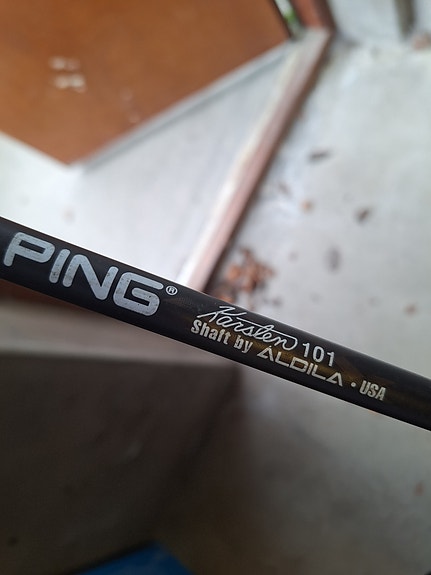 PING®
Karsten 101
Shaft by ALDILA • USA